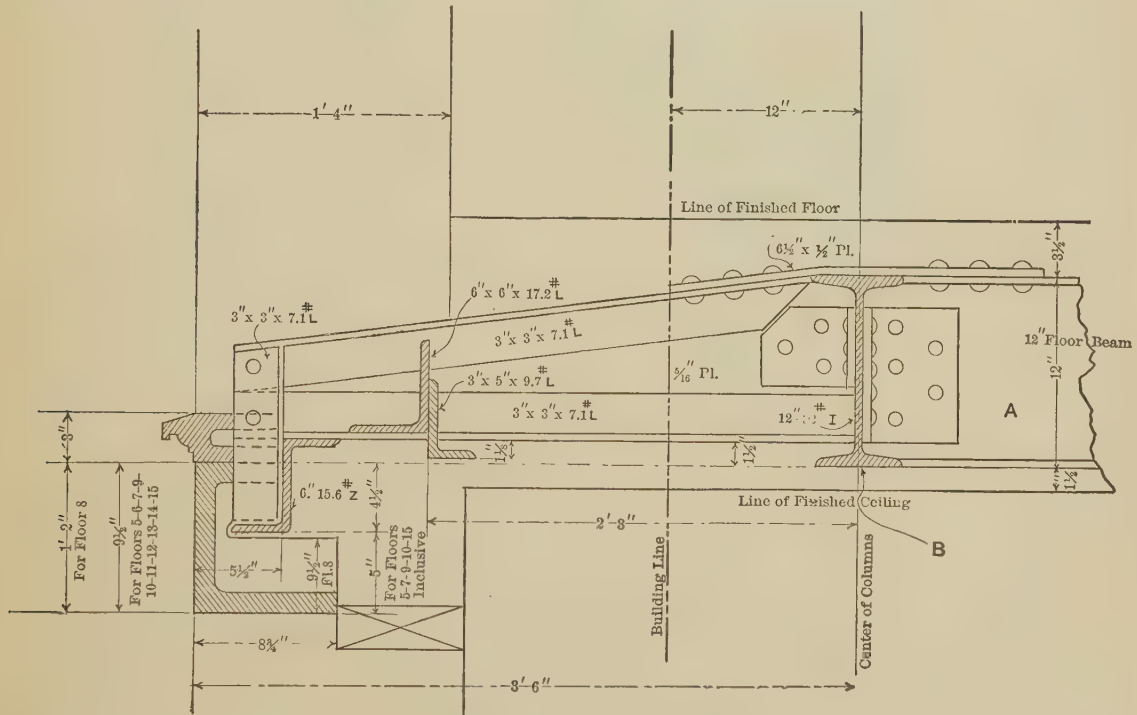 1' 4"
12"
Line of Finished Floor
6½" x ½" Pl.
3½"
6" x 6" x 17.2# L
3" x 3" x 7.1# L
3" x 3" x 7.1# L
12" Floor Beam
12"
3" x 5" x 9.7# L
5/16" Pl.
A
3" x 3" x 7.1# L
12"
# I
3"
1⅛"
1½"
1½"
6" 15.6# Z
4½"
Line of Finished Ceiling
2' 8"
B
For Floor 8
1' 2"
9½"
For Floors 5-6-7-9-
10-11-12-13-14-15
5½"
9½"
Fl.8
5"
For Floors
5-7-9-10-15
Inclusive
Building Line
Center of Columns
8¾"
3' 6"